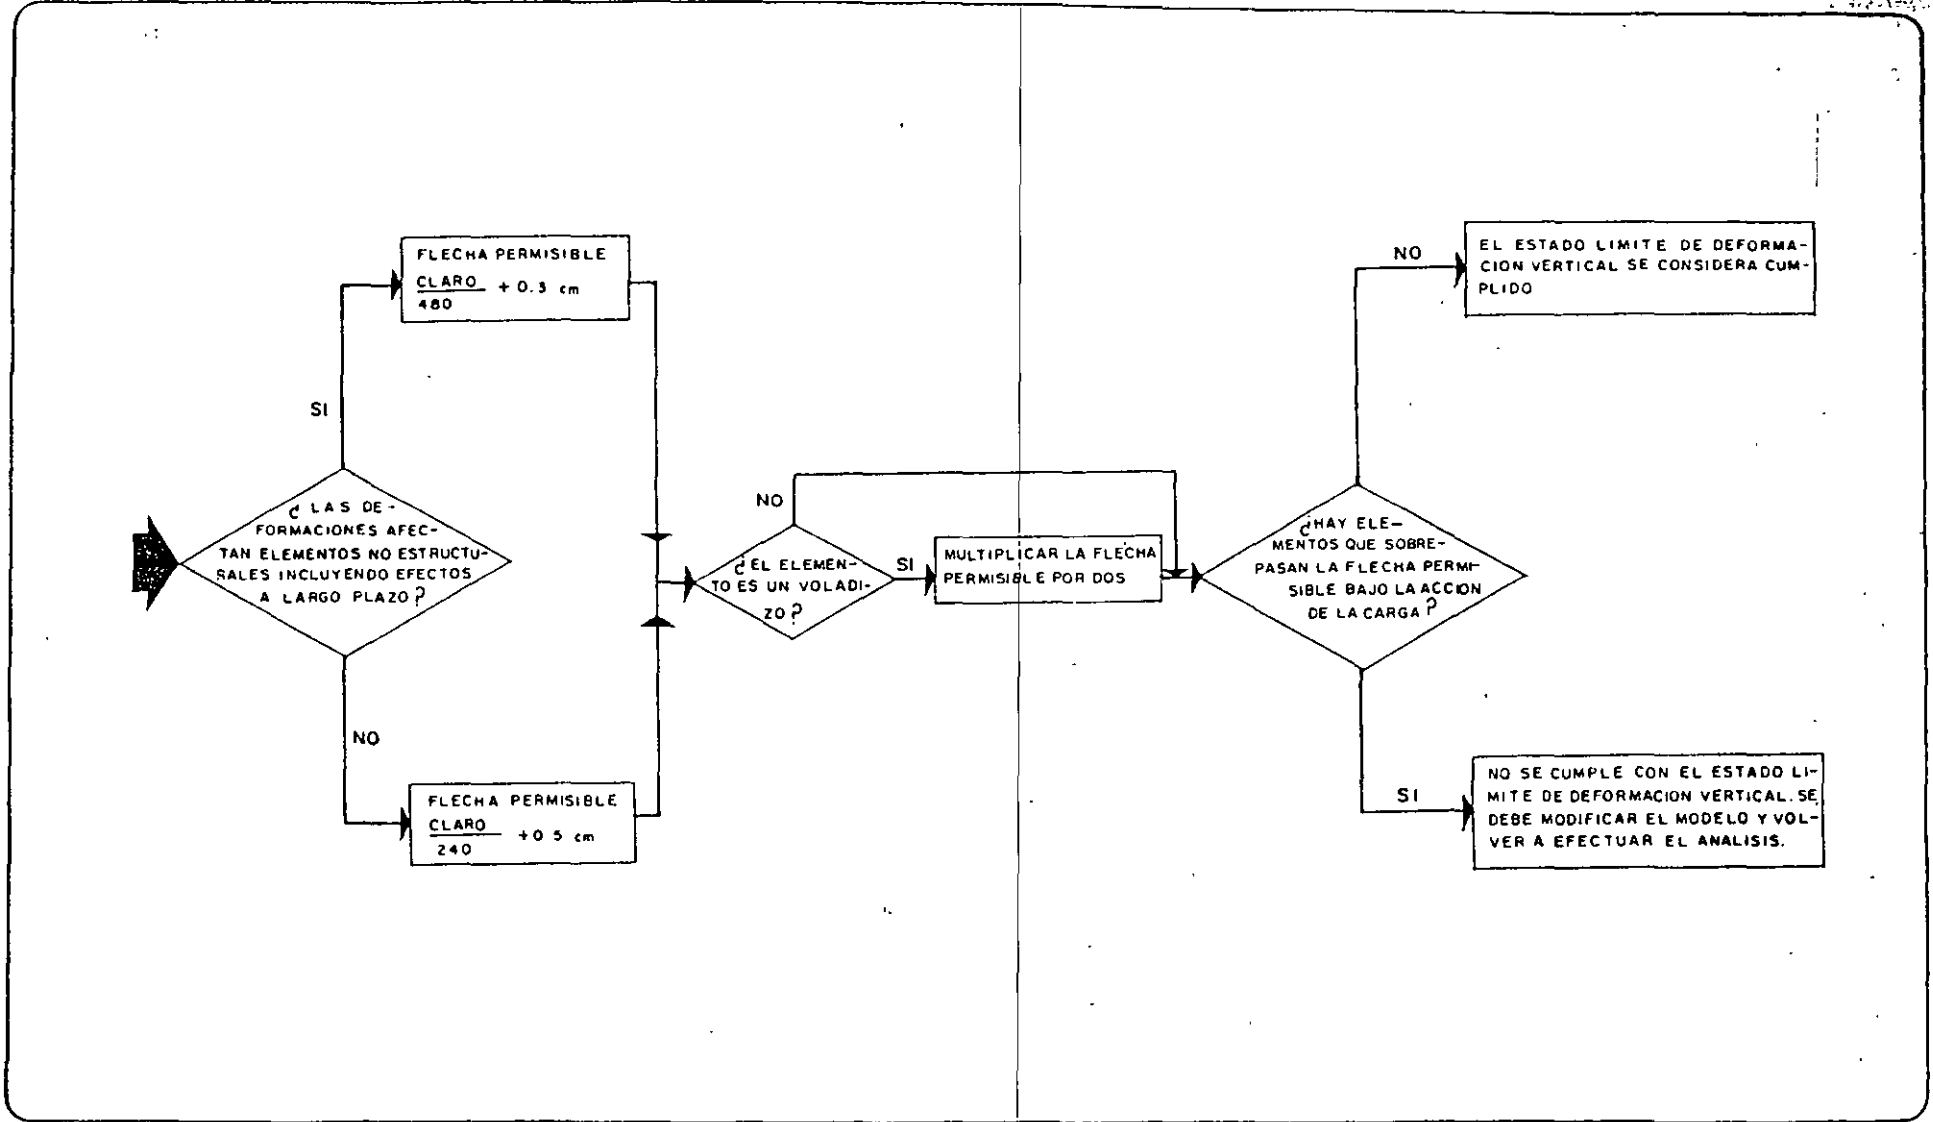 FLECHA PERMISIBLE
CLARO
480
+ 0.3 cm
SI
¿ LAS DE-
FORMACIONES AFEC-
TAN ELEMENTOS NO ESTRUCTU-
RALES INCLUYENDO EFECTOS
A LARGO PLAZO ?
NO
FLECHA PERMISIBLE
CLARO
240
+0 5 cm
NO
¿ EL ELEMEN-
TO ES UN VOLADI-
ZO ?
SI
MULTIPLICAR LA FLECHA
PERMISIBLE POR DOS
¿HAY ELE-
MENTOS QUE SOBRE-
PASAN LA FLECHA PERMI-
SIBLE BAJO LA ACCION
DE LA CARGA ?
NO
EL ESTADO LIMITE DE DEFORMA-
CION VERTICAL SE CONSIDERA CUM-
PLIDO
SI
NO SE CUMPLE CON EL ESTADO LI-
MITE DE DEFORMACION VERTICAL. SE
DEBE MODIFICAR EL MODELO Y VOL-
VER A EFECTUAR EL ANALISIS.